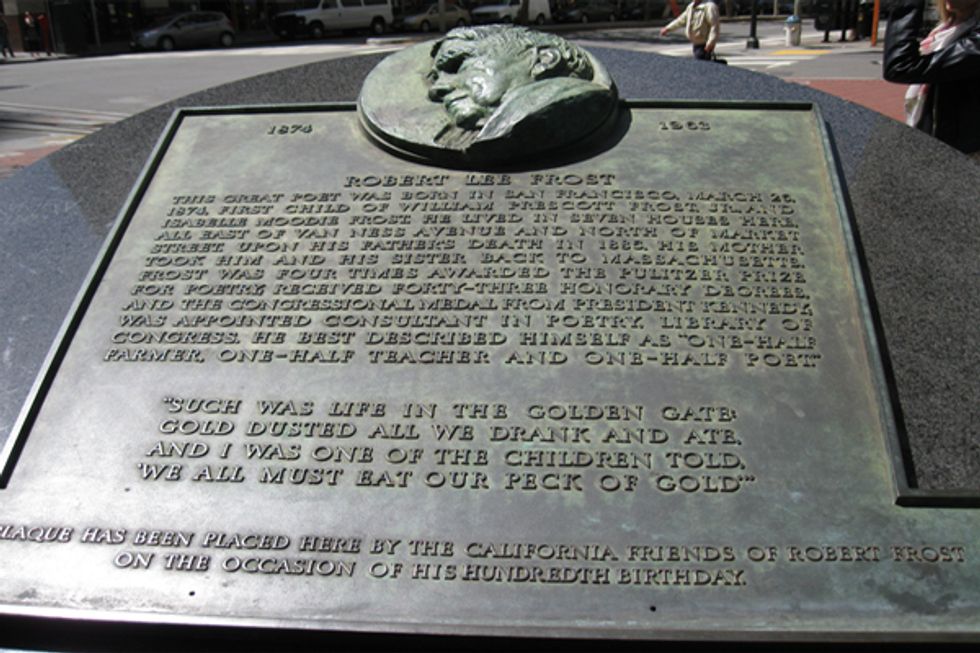 1874 1963
ROBERT LEE FROST
THIS GREAT POET WAS BORN IN SAN FRANCISCO, MARCH 26,
1874, FIRST CHILD OF WILLIAM PRESCOTT FROST, JR. AND
ISABELLE MOODIE FROST. HE LIVED IN SEVEN HOUSES HERE,
ALL EAST OF VAN NESS AVENUE AND NORTH OF MARKET
STREET. UPON HIS FATHER'S DEATH IN 1885, HIS MOTHER
TOOK HIM AND HIS SISTER BACK TO MASSACHUSETTS.
FROST WAS FOUR TIMES AWARDED THE PULITZER PRIZE
FOR POETRY, RECEIVED FORTY-THREE HONORARY DEGREES,
AND THE CONGRESSIONAL MEDAL FROM PRESIDENT KENNEDY,
WAS APPOINTED CONSULTANT IN POETRY, LIBRARY OF
CONGRESS. HE BEST DESCRIBED HIMSELF AS "ONE-HALF
FARMER, ONE-HALF TEACHER AND ONE-HALF POET."
"SUCH WAS LIFE IN THE GOLDEN GATE:
GOLD DUSTED ALL WE DRANK AND ATE,
AND I WAS ONE OF THE CHILDREN TOLD,
'WE ALL MUST EAT OUR PECK OF GOLD'"
PLAQUE HAS BEEN PLACED HERE BY THE CALIFORNIA FRIENDS OF ROBERT FROST
ON THE OCCASION OF HIS HUNDREDTH BIRTHDAY.